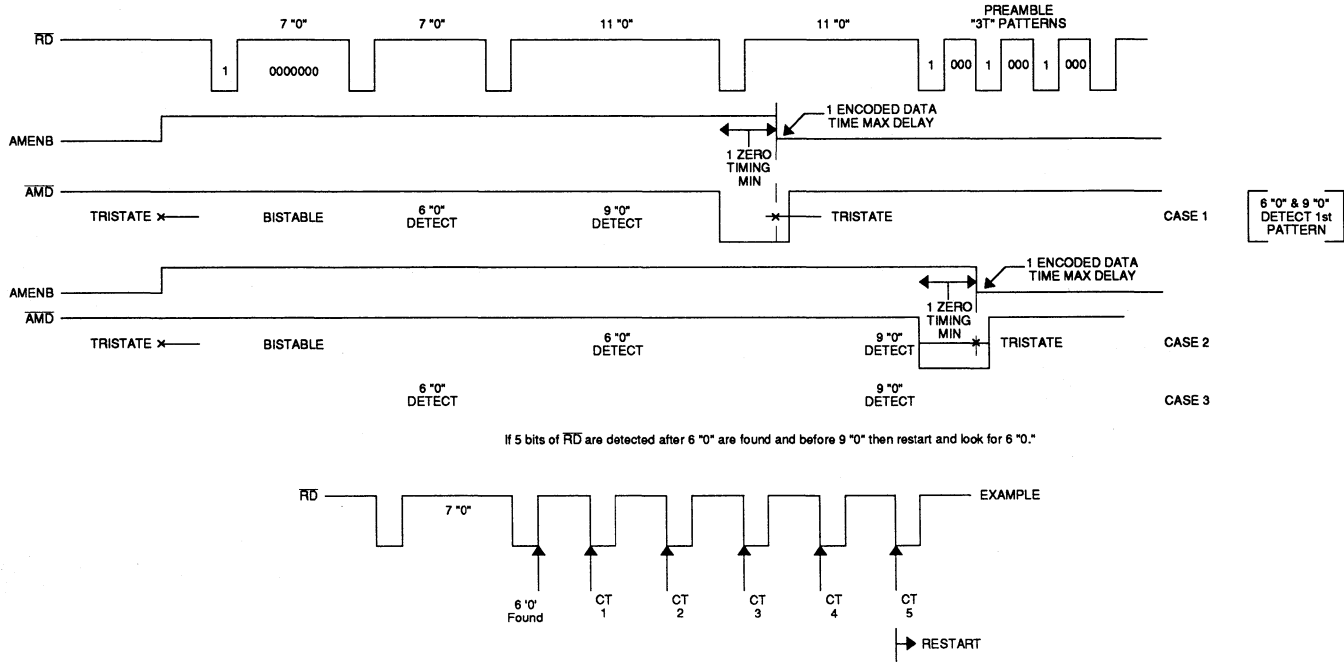 PREAMBLE
7 "0" 7 "0" 11 "0" 11 "0" "3T" PATTERNS
RD
1 0000000 1 000 1 000 1 000
1 ENCODED DATA
TIME MAX DELAY
AMENB
1 ZERO
TIMING
MIN
AMD
TRISTATE BISTABLE 6 "0" DETECT 9 "0" DETECT TRISTATE CASE 1
6 "0" & 9 "0"
DETECT 1st
PATTERN
1 ENCODED DATA
TIME MAX DELAY
AMENB
1 ZERO
TIMING
MIN
AMD
TRISTATE BISTABLE 6 "0" DETECT 9 "0" DETECT TRISTATE CASE 2
6 "0" DETECT 9 "0" DETECT CASE 3
If 5 bits of RD are detected after 6 "0" are found and before 9 "0" then restart and look for 6 "0."
RD EXAMPLE
7 "0"
6 '0'
Found
CT
1
CT
2
CT
3
CT
4
CT
5
RESTART